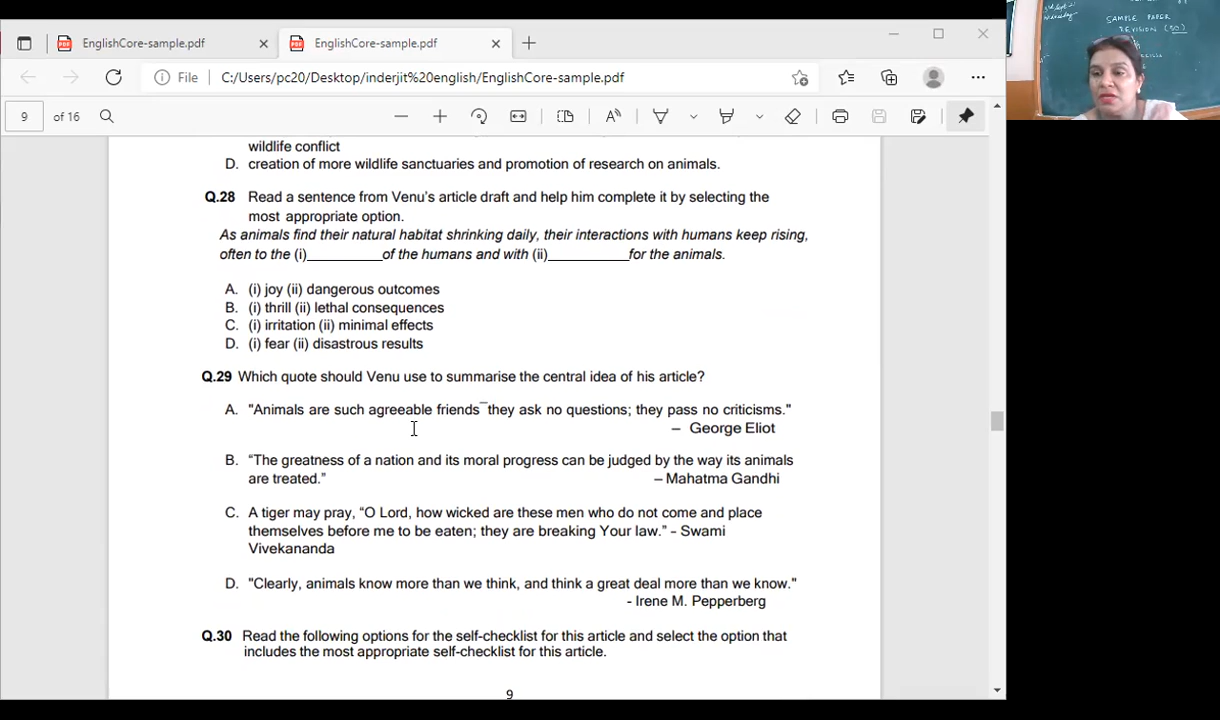 EnglishCore-sample.pdf
EnglishCore-sample.pdf
File C:/Users/pc20/Desktop/inderjit%20english/EnglishCore-sample.pdf
9 of 16
wildlife conflict
D. creation of more wildlife sanctuaries and promotion of research on animals.
Q.28 Read a sentence from Venu's article draft and help him complete it by selecting the
most appropriate option.
As animals find their natural habitat shrinking daily, their interactions with humans keep rising,
often to the (i)__________of the humans and with (ii)___________for the animals.
A. (i) joy (ii) dangerous outcomes
B. (i) thrill (ii) lethal consequences
C. (i) irritation (ii) minimal effects
D. (i) fear (ii) disastrous results
Q.29 Which quote should Venu use to summarise the central idea of his article?
A. "Animals are such agreeable friends¯they ask no questions; they pass no criticisms."
– George Eliot
B. "The greatness of a nation and its moral progress can be judged by the way its animals
are treated." – Mahatma Gandhi
C. A tiger may pray, "O Lord, how wicked are these men who do not come and place
themselves before me to be eaten; they are breaking Your law." - Swami
Vivekananda
D. "Clearly, animals know more than we think, and think a great deal more than we know."
- Irene M. Pepperberg
Q.30 Read the following options for the self-checklist for this article and select the option that
includes the most appropriate self-checklist for this article.
9
Wednesday
SAMPLE PAPER
REVISION (50)